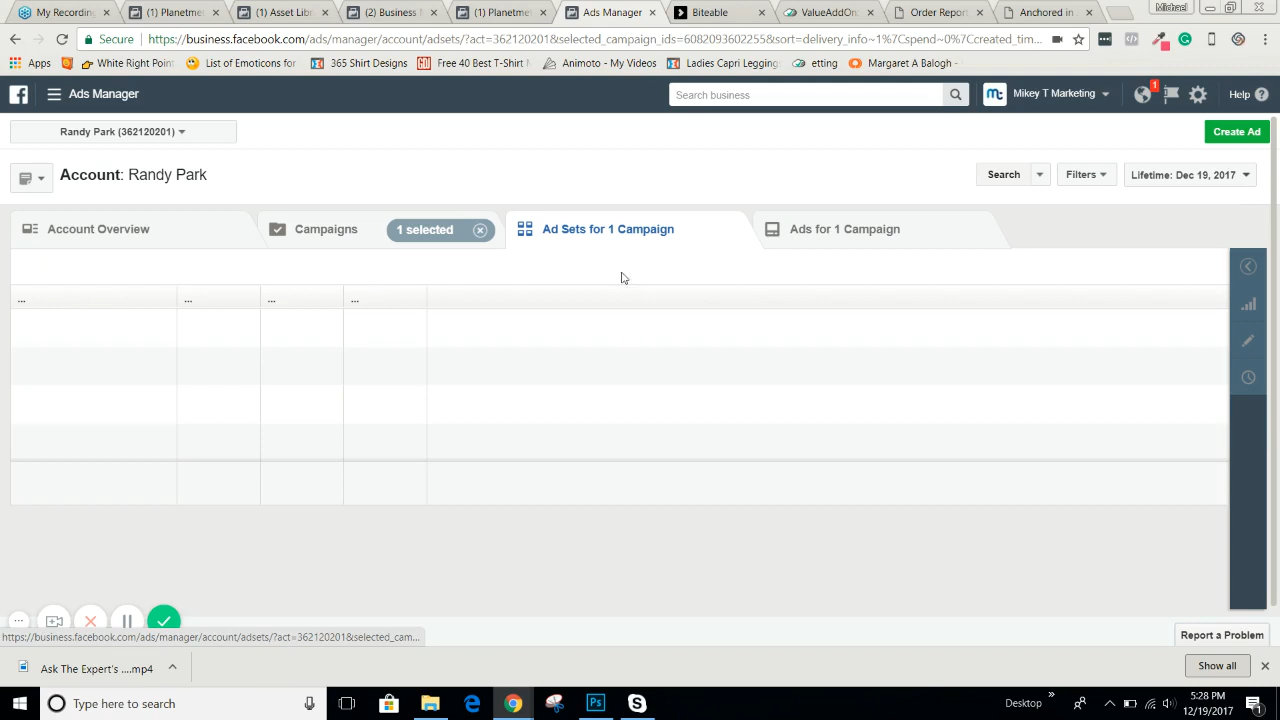 My Recording
(1) Planetme
(1) Asset Libr
(2) Business M
(1) Planetme
Ads Manager
Biteable
ValueAddOn
Order Report
Anchored in
Michael
Secure
https://business.facebook.com/ads/manager/account/adsets/?act=362120201&selected_campaign_ids=6082093602255&sort=delivery_info~1%7Cspend~0%7Ccreated_tim...
Apps
White Right Point
List of Emoticons for
365 Shirt Designs
Free 40 Best T-Shirt
Animoto - My Videos
Ladies Capri Legging
etting
Margaret A Balogh -
Ads Manager
Search business
Mikey T Marketing
1
Help ?
Randy Park (362120201)
Create Ad
Account: Randy Park
Search
Filters
Lifetime: Dec 19, 2017
Account Overview
Campaigns
1 selected
Ad Sets for 1 Campaign
Ads for 1 Campaign
... ... ... ...
https://business.facebook.com/ads/manager/account/adsets/?act=362120201&selected_cam...
Report a Problem
Ask The Expert's ....mp4
Show all
Type here to search
Ps
Desktop
5:28 PM
12/19/2017
1